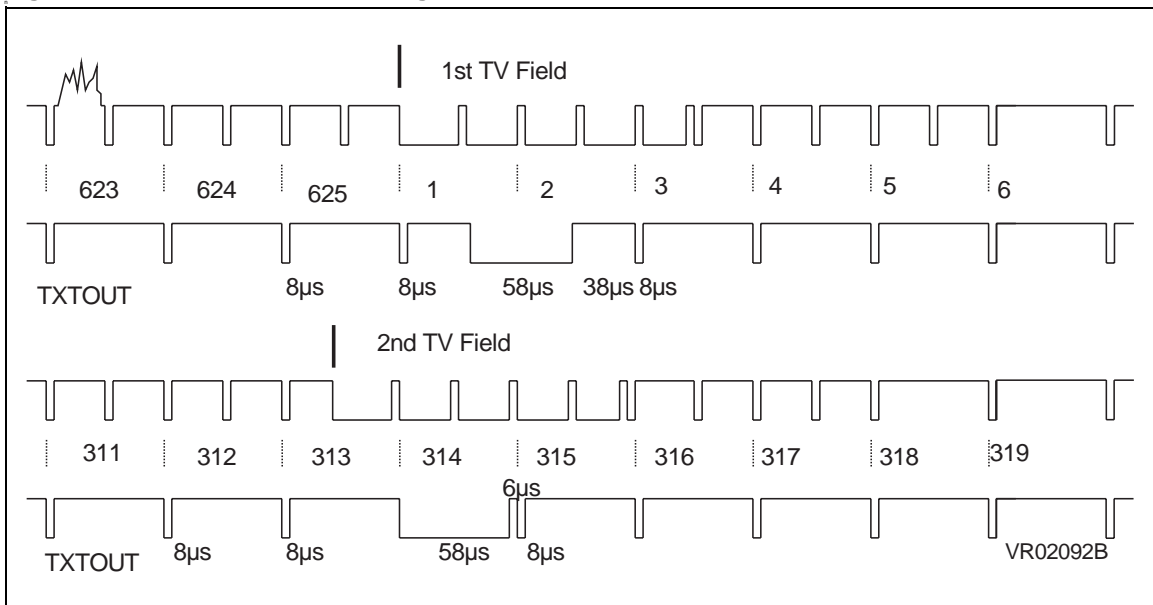 1st TV Field
623 624 625 1 2 3 4 5 6
8µs 8µs 58µs 38µs 8µs
TXTOUT
2nd TV Field
311 312 313 314 315 316 317 318 319
6µs
8µs 8µs 58µs 8µs VR02092B
TXTOUT